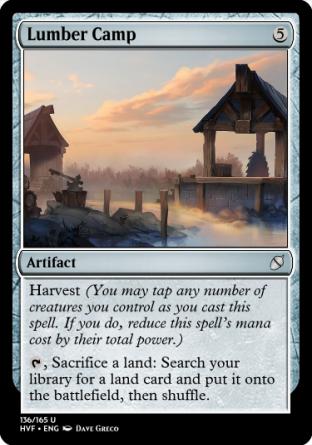 Lumber Camp 5
Artifact
Harvest (You may tap any number of
creatures you control as you cast this
spell. If you do, reduce this spell's mana
cost by their total power.)
, Sacrifice a land: Search your
library for a land card and put it onto
the battlefield, then shuffle.
136/165 U
HVF • ENG Dave Greco